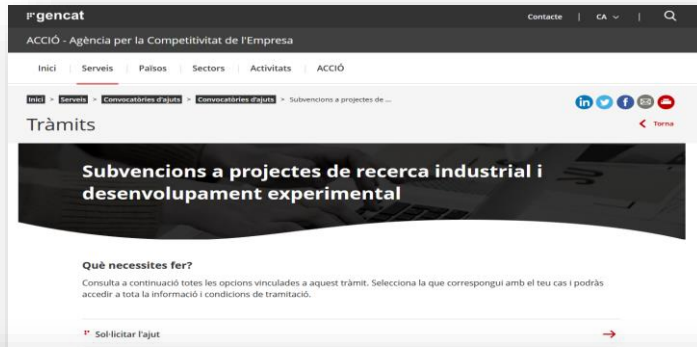 gencat
Contacte | CA | 
ACCIÓ - Agència per la Competitivitat de l'Empresa
Inici Serveis Països Sectors Activitats ACCIÓ
Inici > Serveis > Convocatòries d'ajuts > Convocatòries d'ajuts > Subvencions a projectes de ...
Tràmits
Torna
Subvencions a projectes de recerca industrial i
desenvolupament experimental
Què necessites fer?
Consulta a continuació totes les opcions vinculades a aquest tràmit. Selecciona la que correspongui amb el teu cas i podràs
accedir a tota la informació i condicions de tramitació.
Sol·licitar l'ajut